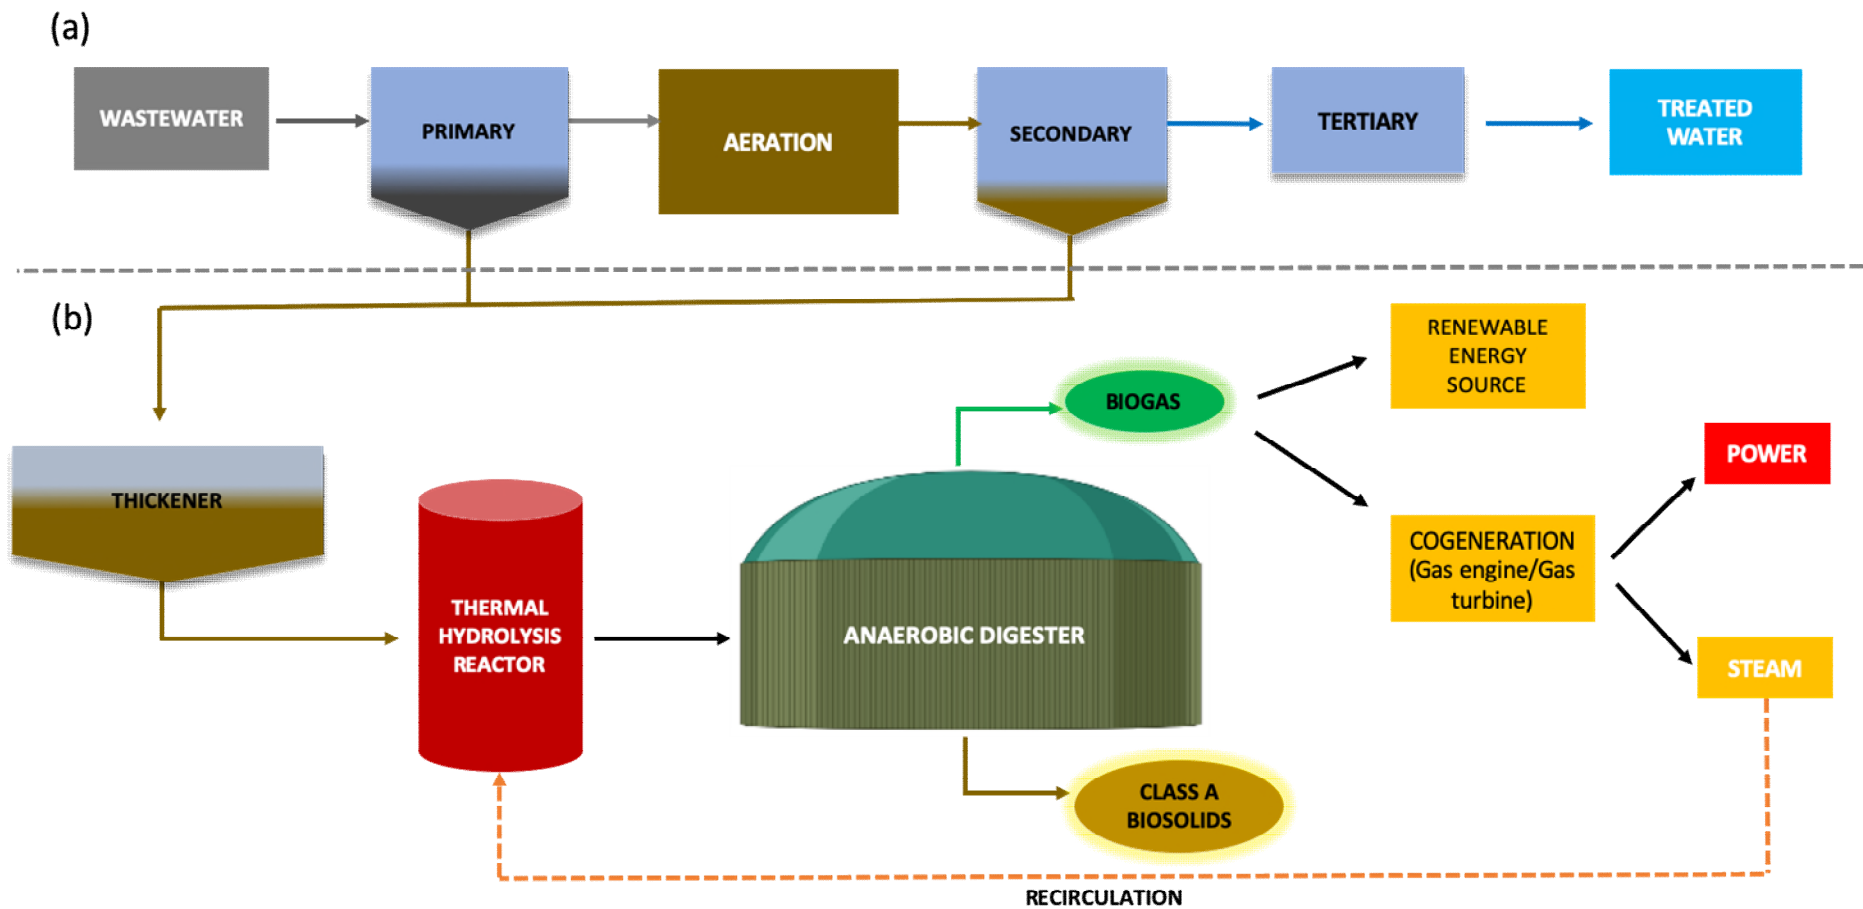 (a)
WASTEWATER
PRIMARY
AERATION
SECONDARY
TERTIARY
TREATED
WATER
(b)
THICKENER
THERMAL
HYDROLYSIS
REACTOR
ANAEROBIC DIGESTER
BIOGAS
CLASS A
BIOSOLIDS
RENEWABLE
ENERGY
SOURCE
COGENERATION
(Gas engine/Gas
turbine)
POWER
STEAM
RECIRCULATION